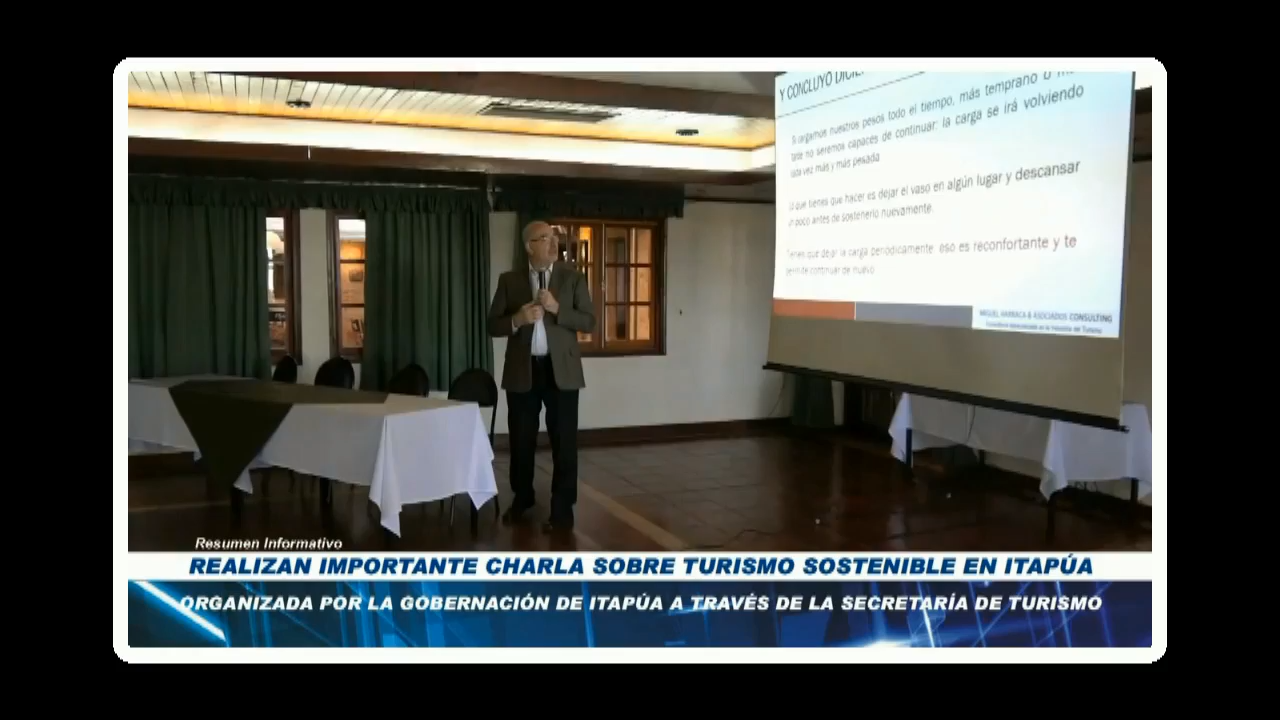 Y CONCLUYÓ
Si cargamos nuestros pesos todo el tiempo, más temprano o
tarde no seremos capaces de continuar: la carga se irá volviendo
cada vez más y más pesada
Lo que tienes que hacer es dejar el vaso en algún lugar y descansar
un poco antes de sostenerlo nuevamente.
Tienes que dejar la carga periódicamente eso es reconfortante y te
permite continuar de nuevo
& ASOCIADOS CONSULTING
Resumen Informativo
REALIZAN IMPORTANTE CHARLA SOBRE TURISMO SOSTENIBLE EN ITAPÚA
ORGANIZADA POR LA GOBERNACIÓN DE ITAPÚA A TRAVÉS DE LA SECRETARÍA DE TURISMO